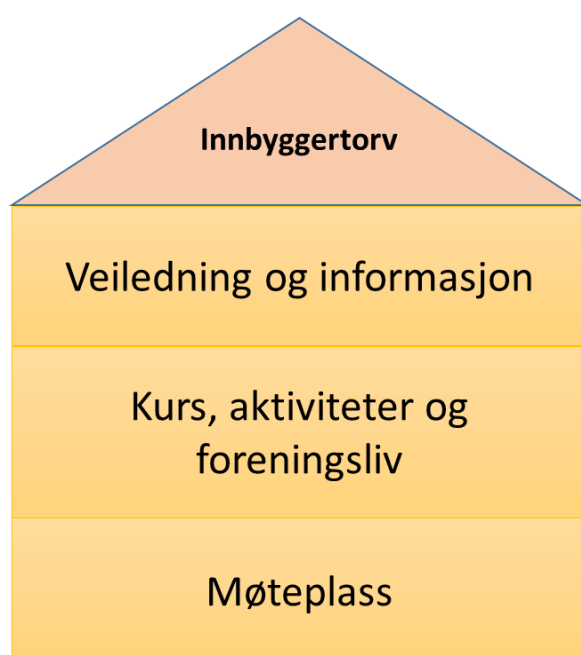 Innbyggertorv
Veiledning og informasjon
Kurs, aktiviteter og
foreningsliv
Møteplass